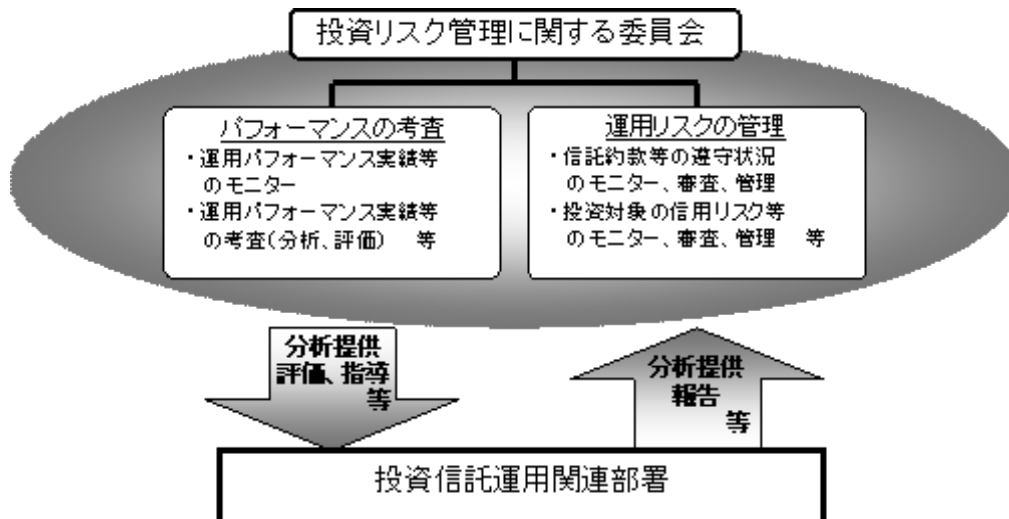 投資リスク管理に関する委員会
パフォーマンスの考査
・運用パフォーマンス実績等
のモニター
・運用パフォーマンス実績等
の考査(分析、評価) 等
運用リスクの管理
・信託約款等の遵守状況
のモニター、審査、管理
・投資対象の信用リスク等
のモニター、審査、管理 等
分析提供
評価、指導
等
分析提供
報告
等
投資信託運用関連部署